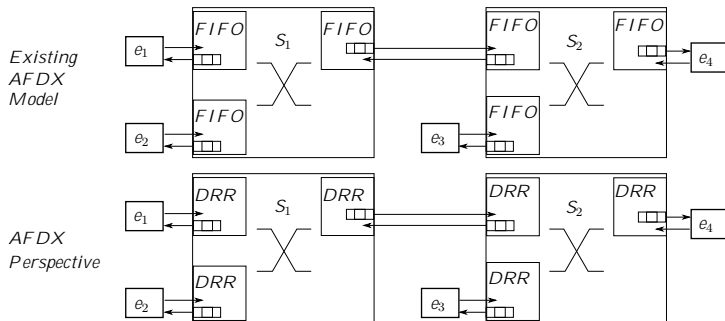 FIFO FIFO FIFO FIFO
S1 S2
e1 e4
Existing
AFDX
Model
FIFO FIFO
e2 e3
DRR DRR DRR DRR
S1 S2
e1 e4
AFDX
Perspective
DRR DRR
e2 e3